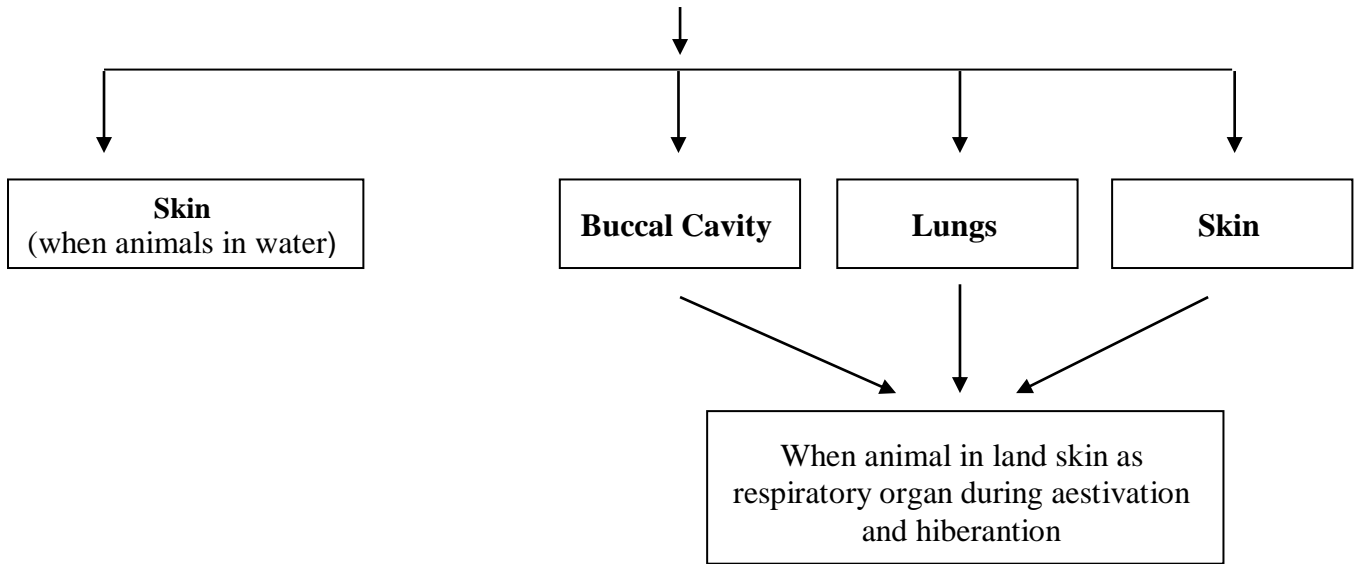 Skin
(when animals in water)
Buccal Cavity
Lungs
Skin
When animal in land skin as
respiratory organ during aestivation
and hiberantion